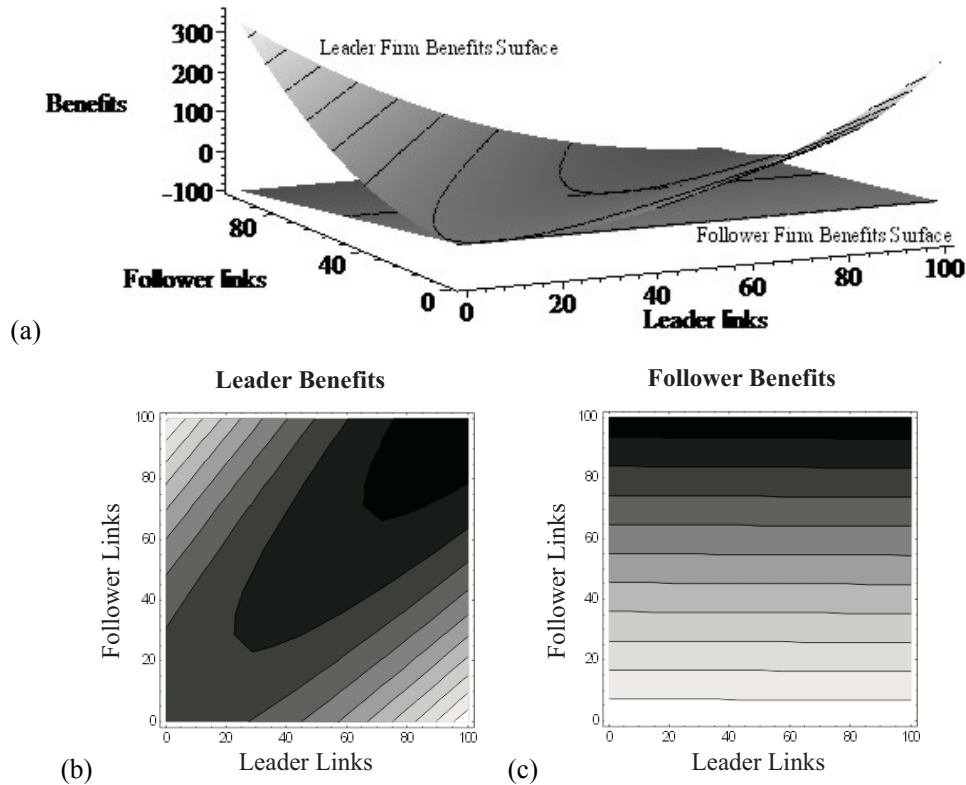 300
Leader Firm Benefits Surface
200
Benefits
100
0
-100
80
Follower Firm Benefits Surface
Follower links
40
0
0
20
40
60
80
100
Leader links
(a)
Leader Benefits
Follower Benefits
100
80
60
40
20
0
Follower Links
0
20
40
60
80
100
Leader Links
(b)
100
80
60
40
20
0
Follower Links
0
20
40
60
80
100
Leader Links
(c)